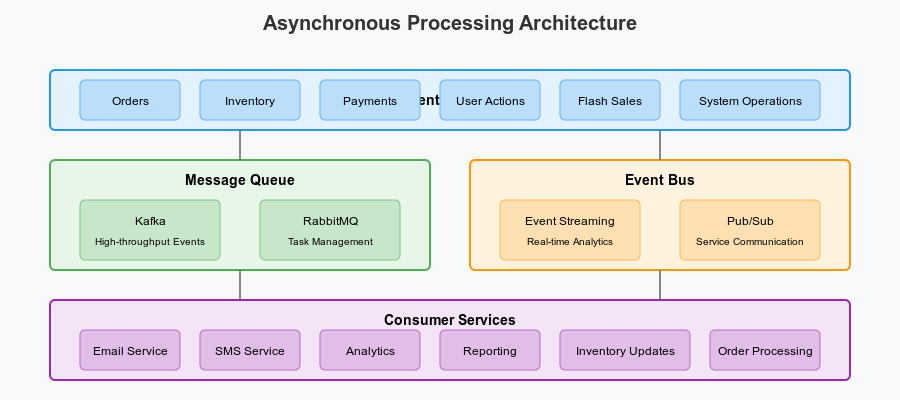 Asynchronous Processing Architecture
Orders
Inventory
Payments
ent
User Actions
Flash Sales
System Operations
Message Queue
Kafka
High-throughput Events
RabbitMQ
Task Management
Event Bus
Event Streaming
Real-time Analytics
Pub/Sub
Service Communication
Consumer Services
Email Service
SMS Service
Analytics
Reporting
Inventory Updates
Order Processing